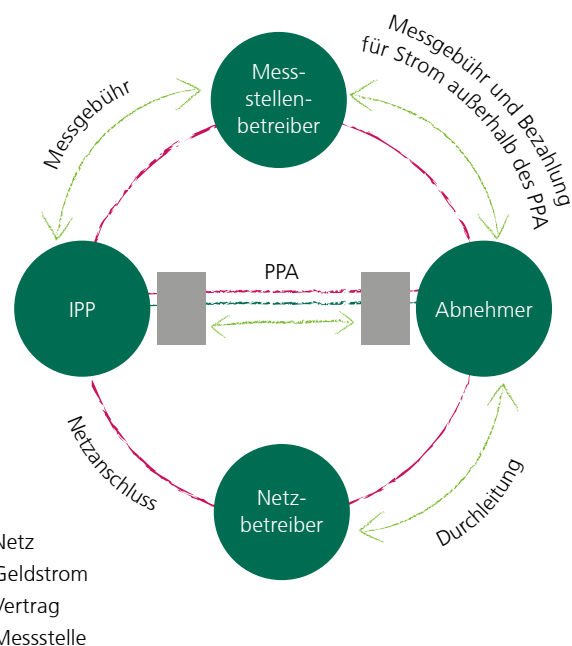 Messgebühr und Bezahlung
für Strom außerhalb des PPA
Mess-
stellen-
betreiber
Messgebühr
PPA
IPP
Abnehmer
Netzanschluss
Netz-
betreiber
Durchleitung
Netz
Geldstrom
Vertrag
Messstelle